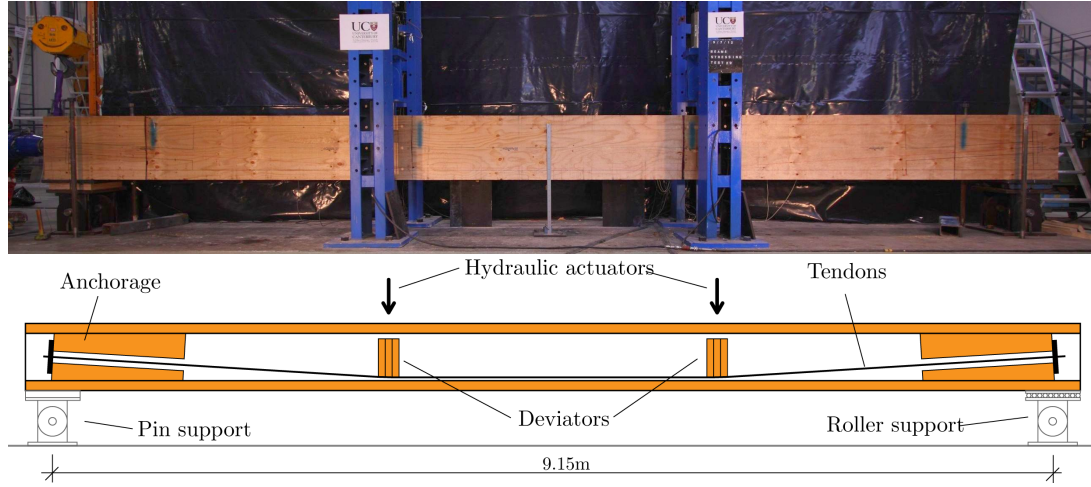 UC
UC
Hydraulic actuators
Tendons
Anchorage
Deviators
Pin support
Roller support
9.15m